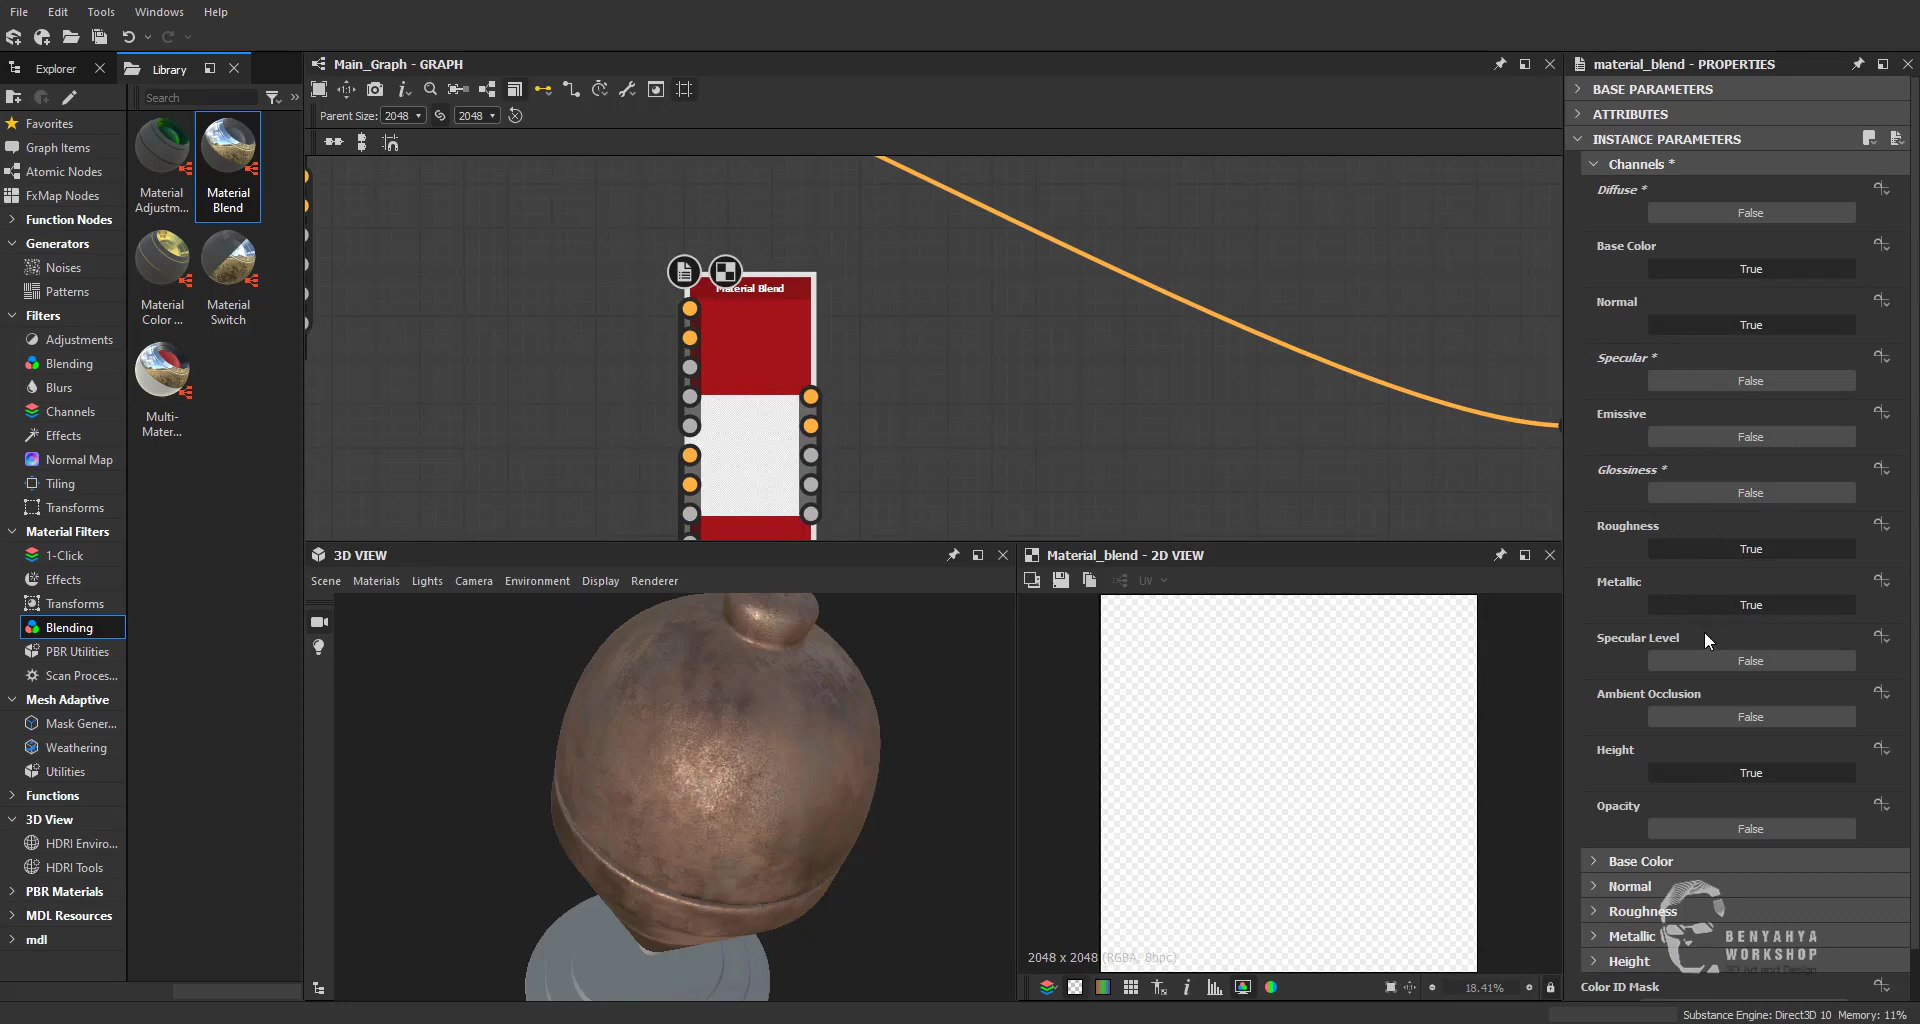 File Edit Tools Windows Help
Explorer
Library
Search
Favorites
Graph Items
Atomic Nodes
FxMap Nodes
Function Nodes
Generators
Noises
Patterns
Filters
Adjustments
Blending
Blurs
Channels
Effects
Normal Map
Tiling
Transforms
Material Filters
1-Click
Effects
Transforms
Blending
PBR Utilities
Scan Proces...
Mesh Adaptive
Mask Gener...
Weathering
Utilities
Functions
3D View
HDRI Enviro...
HDRI Tools
PBR Materials
MDL Resources
mdl
Material
Adjustm...
Material
Blend
Material
Color ...
Material
Switch
Multi-
Mater...
Main_Graph - GRAPH
Parent Size: 2048 2048
Material Blend
3D VIEW
Scene Materials Lights Camera Environment Display Renderer
Material_blend - 2D VIEW
UV
2048 x 2048 (RGBA, 8bpc)
18.41%
material_blend - PROPERTIES
BASE PARAMETERS
ATTRIBUTES
INSTANCE PARAMETERS
Channels *
Diffuse *
False
Base Color
True
Normal
True
Specular *
False
Emissive
False
Glossiness *
False
Roughness
True
Metallic
True
Specular Level
False
Ambient Occlusion
False
Height
True
Opacity
False
Base Color
Normal
Roughness
Metallic
Height
Color ID Mask
BENYAHYA
WORKSHOP
3D Art and Design
Substance Engine: Direct3D 10 Memory: 11%